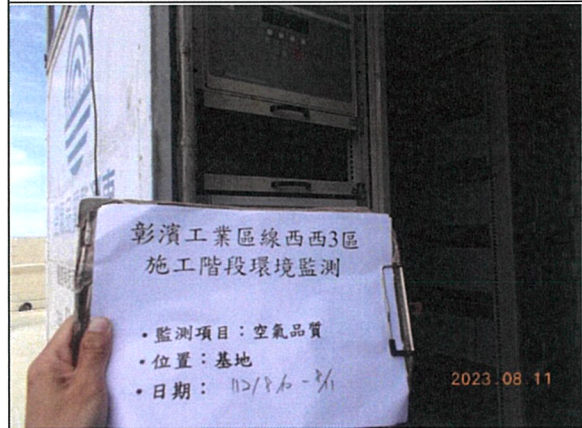 彰濱工業區線西西3區
施工階段環境監測
・監測項目：空氣品質
・位置：基地
・日期： 112/8/10-8/11
2023.08.11